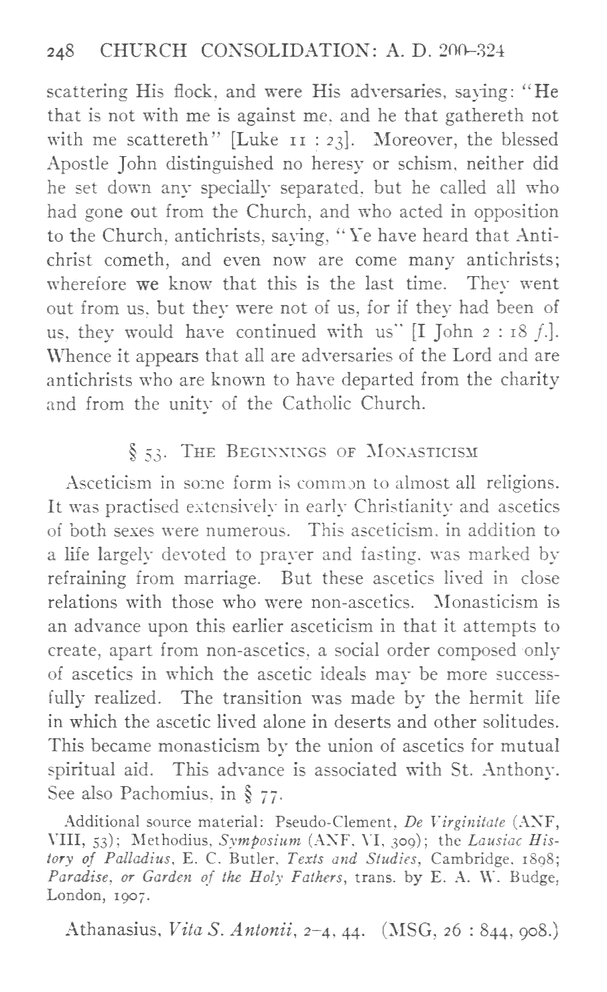 248 CHURCH CONSOLIDATION: A. D. 200–324
scattering His flock, and were His adversaries, saying: “He
that is not with me is against me, and he that gathereth not
with me scattereth” [Luke 11 : 23]. Moreover, the blessed
Apostle John distinguished no heresy or schism, neither did
he set down any specially separated, but he called all who
had gone out from the Church, and who acted in opposition
to the Church, antichrists, saying, “Ye have heard that Anti-
christ cometh, and even now are come many antichrists;
wherefore we know that this is the last time. They went
out from us, but they were not of us, for if they had been of
us, they would have continued with us” [I John 2 : 18 f.].
Whence it appears that all are adversaries of the Lord and are
antichrists who are known to have departed from the charity
and from the unity of the Catholic Church.
§ 53. The Beginnings of Monasticism
Asceticism in some form is common to almost all religions.
It was practised extensively in early Christianity and ascetics
of both sexes were numerous. This asceticism, in addition to
a life largely devoted to prayer and fasting, was marked by
refraining from marriage. But these ascetics lived in close
relations with those who were non-ascetics. Monasticism is
an advance upon this earlier asceticism in that it attempts to
create, apart from non-ascetics, a social order composed only
of ascetics in which the ascetic ideals may be more success-
fully realized. The transition was made by the hermit life
in which the ascetic lived alone in deserts and other solitudes.
This became monasticism by the union of ascetics for mutual
spiritual aid. This advance is associated with St. Anthony.
See also Pachomius, in § 77.
Additional source material: Pseudo-Clement, De Virginitate (ANF,
VIII, 53); Methodius, Symposium (ANF, VI, 309); the Lausiac His-
tory of Palladius, E. C. Butler, Texts and Studies, Cambridge, 1898;
Paradise, or Garden of the Holy Fathers, trans. by E. A. W. Budge,
London, 1907.
Athanasius, Vita S. Antonii, 2–4, 44. (MSG, 26 : 844, 908.)